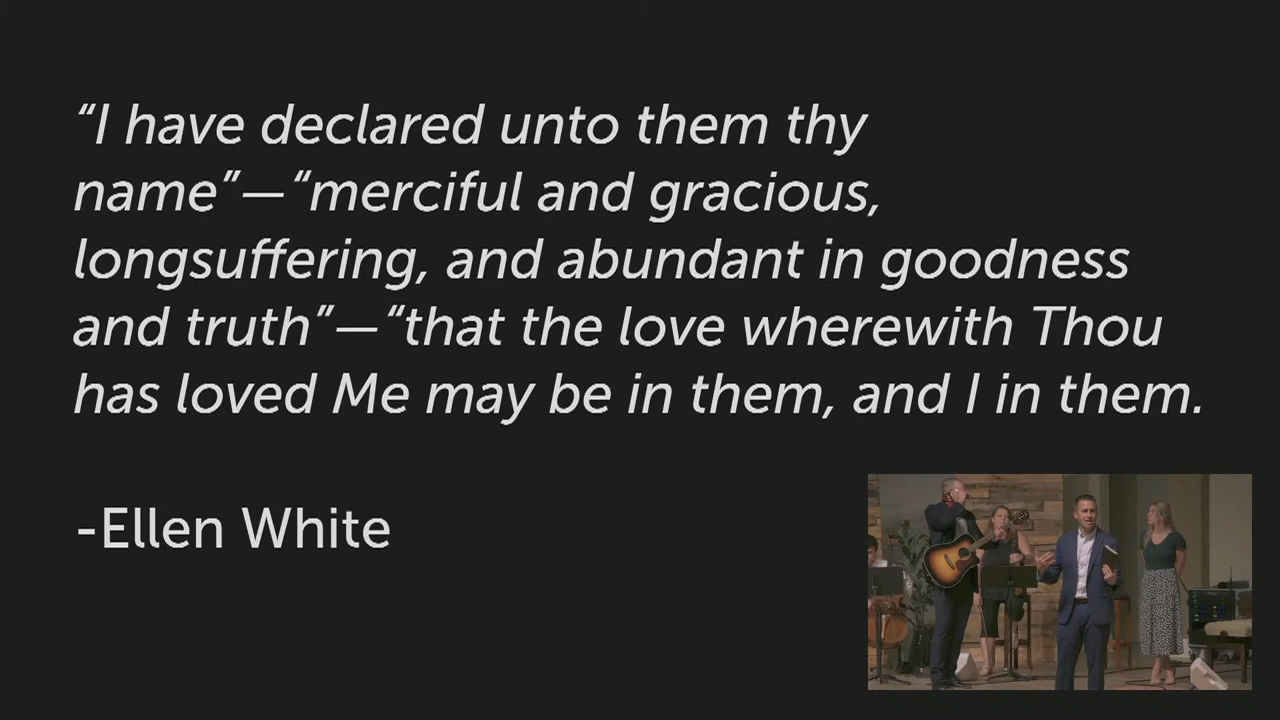 “I have declared unto them thy
name”—“merciful and gracious,
longsuffering, and abundant in goodness
and truth”—“that the love wherewith Thou
has loved Me may be in them, and I in them.
-Ellen White